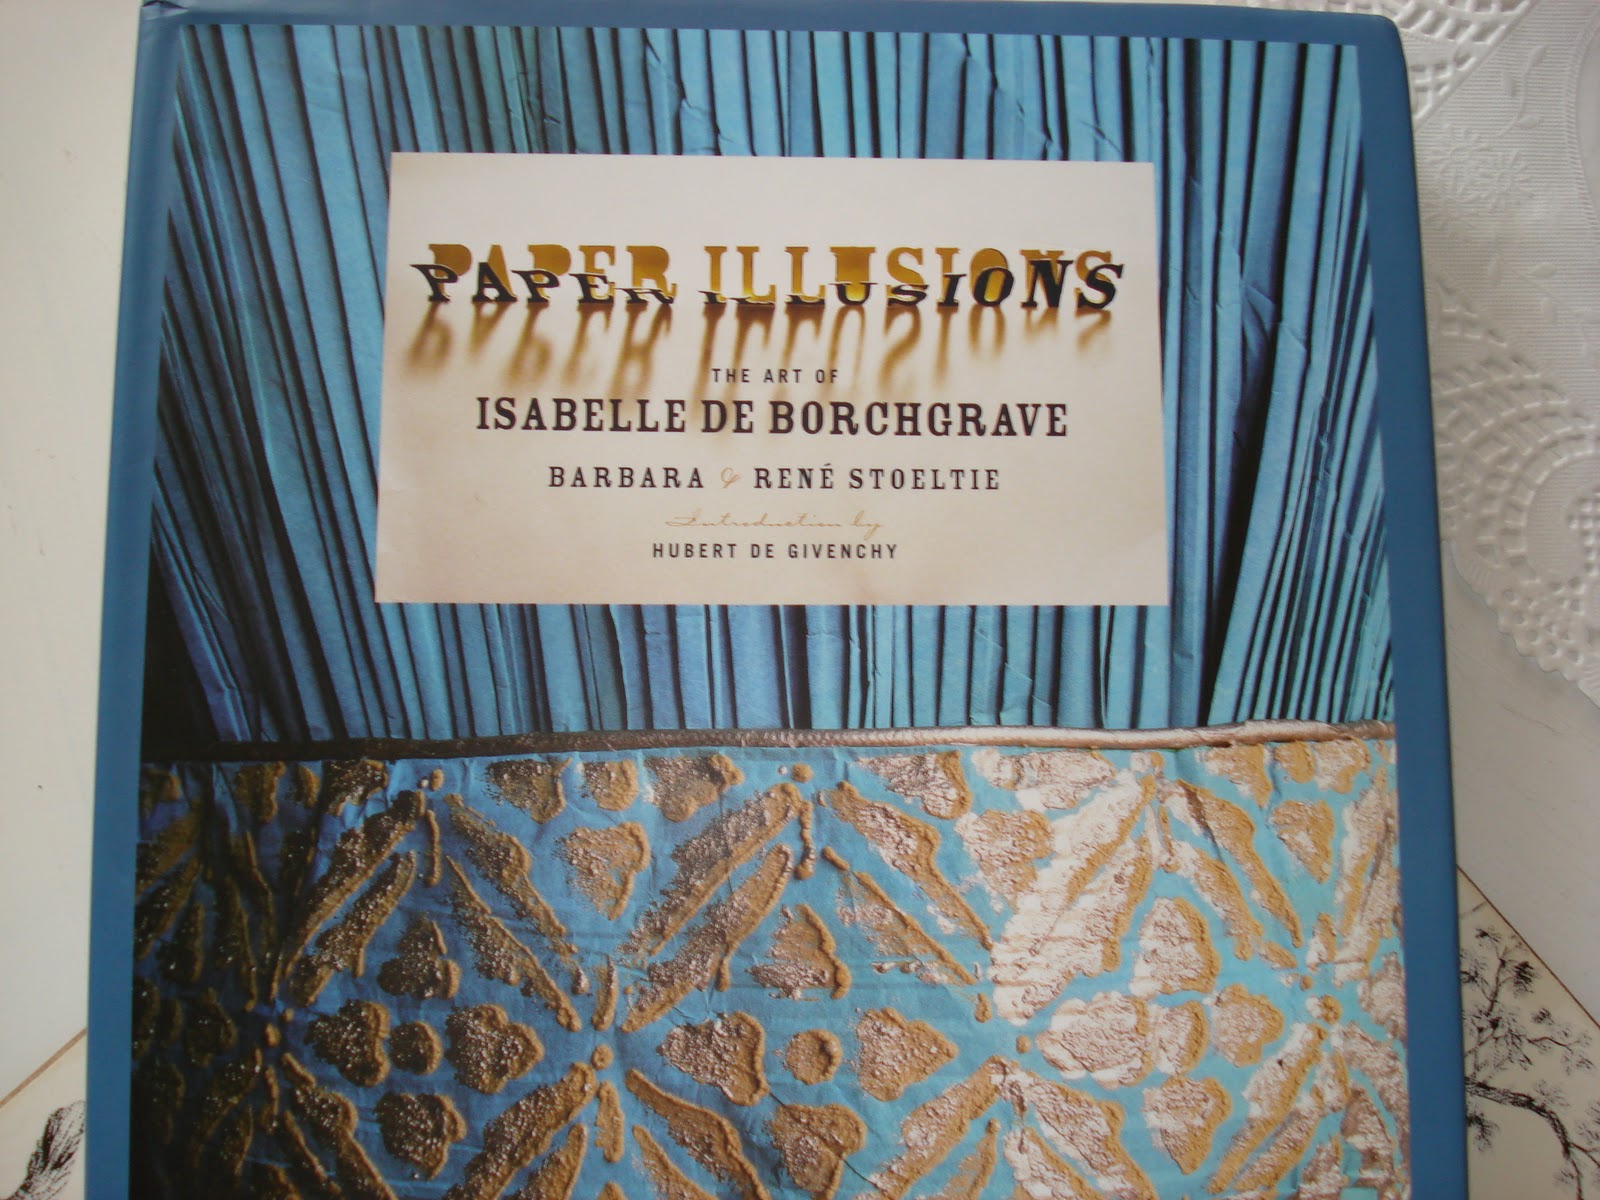 PAPER ILLUSIONS
THE ART OF
ISABELLE DE BORCHGRAVE
BARBARA & RENÉ STOELTIE
Introduction by
HUBERT DE GIVENCHY